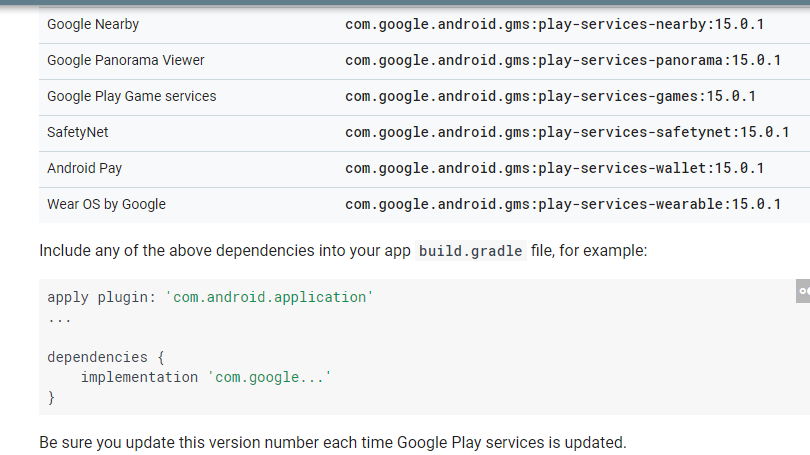 Google Nearby com.google.android.gms:play-services-nearby:15.0.1
Google Panorama Viewer com.google.android.gms:play-services-panorama:15.0.1
Google Play Game services com.google.android.gms:play-services-games:15.0.1
SafetyNet com.google.android.gms:play-services-safetynet:15.0.1
Android Pay com.google.android.gms:play-services-wallet:15.0.1
Wear OS by Google com.google.android.gms:play-services-wearable:15.0.1
Include any of the above dependencies into your app build.gradle file, for example:
apply plugin: 'com.android.application'
...
dependencies {
    implementation 'com.google...'
}
Be sure you update this version number each time Google Play services is updated.